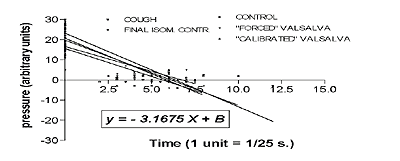 30
20
10
0
-10
-20
-30
pressure (arbitrary units)
COUGH
FINAL ISOM. CONTR
CONTROL
"FORCED" VALSALVA
"CALIBRATED" VALSALVA
2.5 5.0 7.5 10.0 12.5 15.0
y = - 3.1675 X + B
Time (1 unit = 1/25 s.)